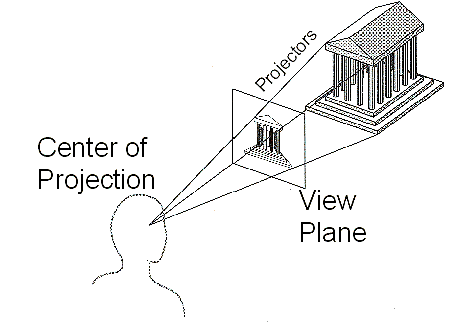 Projectors
Center of
Projection
View
Plane